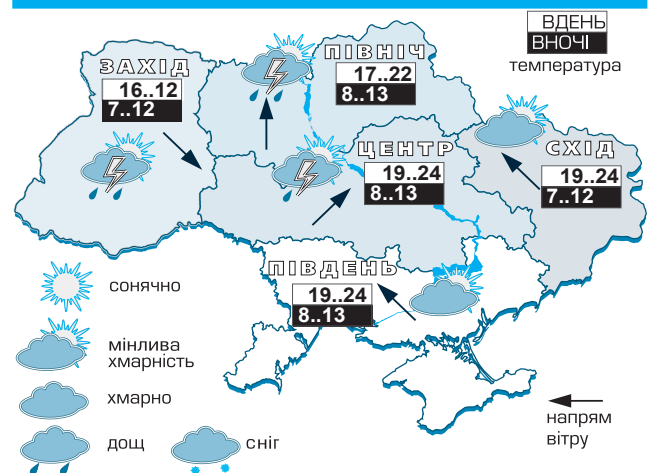 ВДЕНЬ
ВНОЧІ
температура
ПІВНІЧ
17..22
8..13
ЗАХІД
16..12
7..12
ЦЕНТР
19..24
8..13
СХІД
19..24
7..12
ПІВДЕНЬ
19..24
8..13
сонячно
мінлива
хмарність
хмарно
дощ
сніг
напрям
вітру